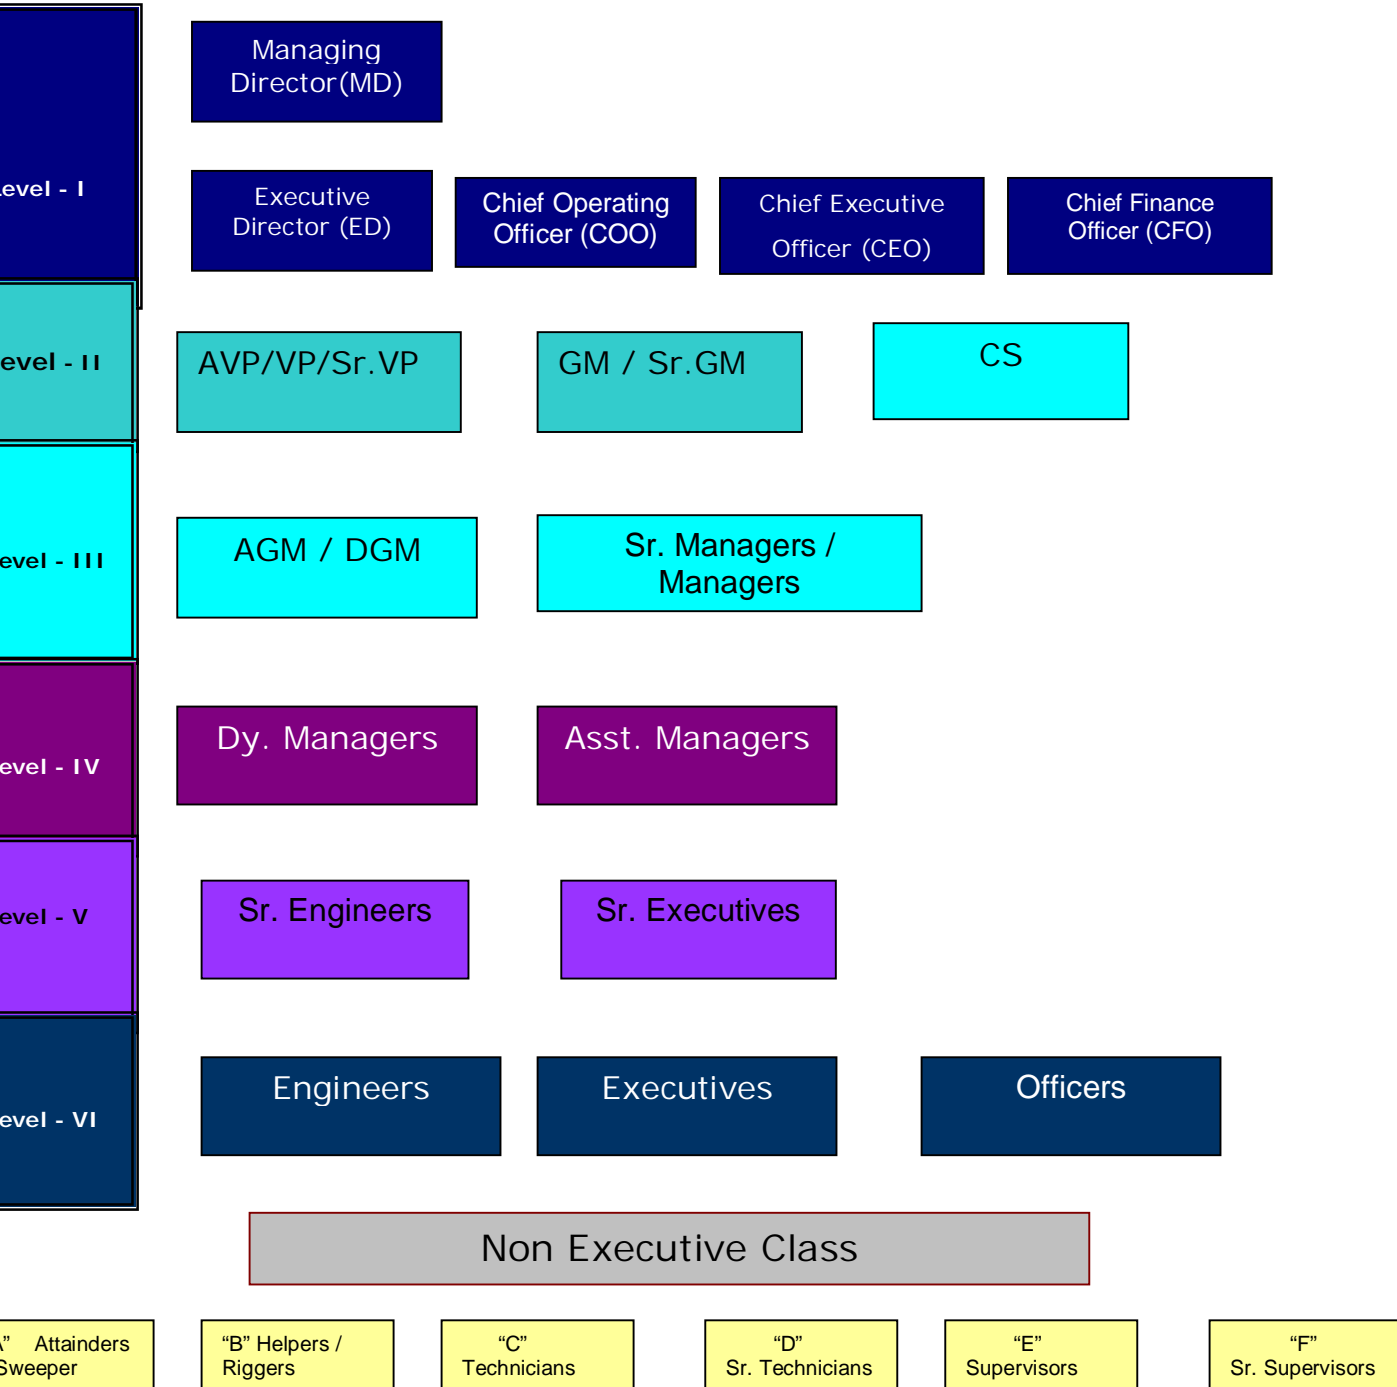 Managing
Director(MD)
Level - I
Executive
Director (ED)
Chief Operating
Officer (COO)
Chief Executive
Officer (CEO)
Chief Finance
Officer (CFO)
evel - II
AVP/VP/Sr.VP
GM / Sr.GM
CS
evel - III
AGM / DGM
Sr. Managers /
Managers
evel - IV
Dy. Managers
Asst. Managers
evel - V
Sr. Engineers
Sr. Executives
evel - VI
Engineers
Executives
Officers
Non Executive Class
A” Attainders
Sweeper
“B” Helpers /
Riggers
“C”
Technicians
“D”
Sr. Technicians
“E”
Supervisors
“F”
Sr. Supervisors